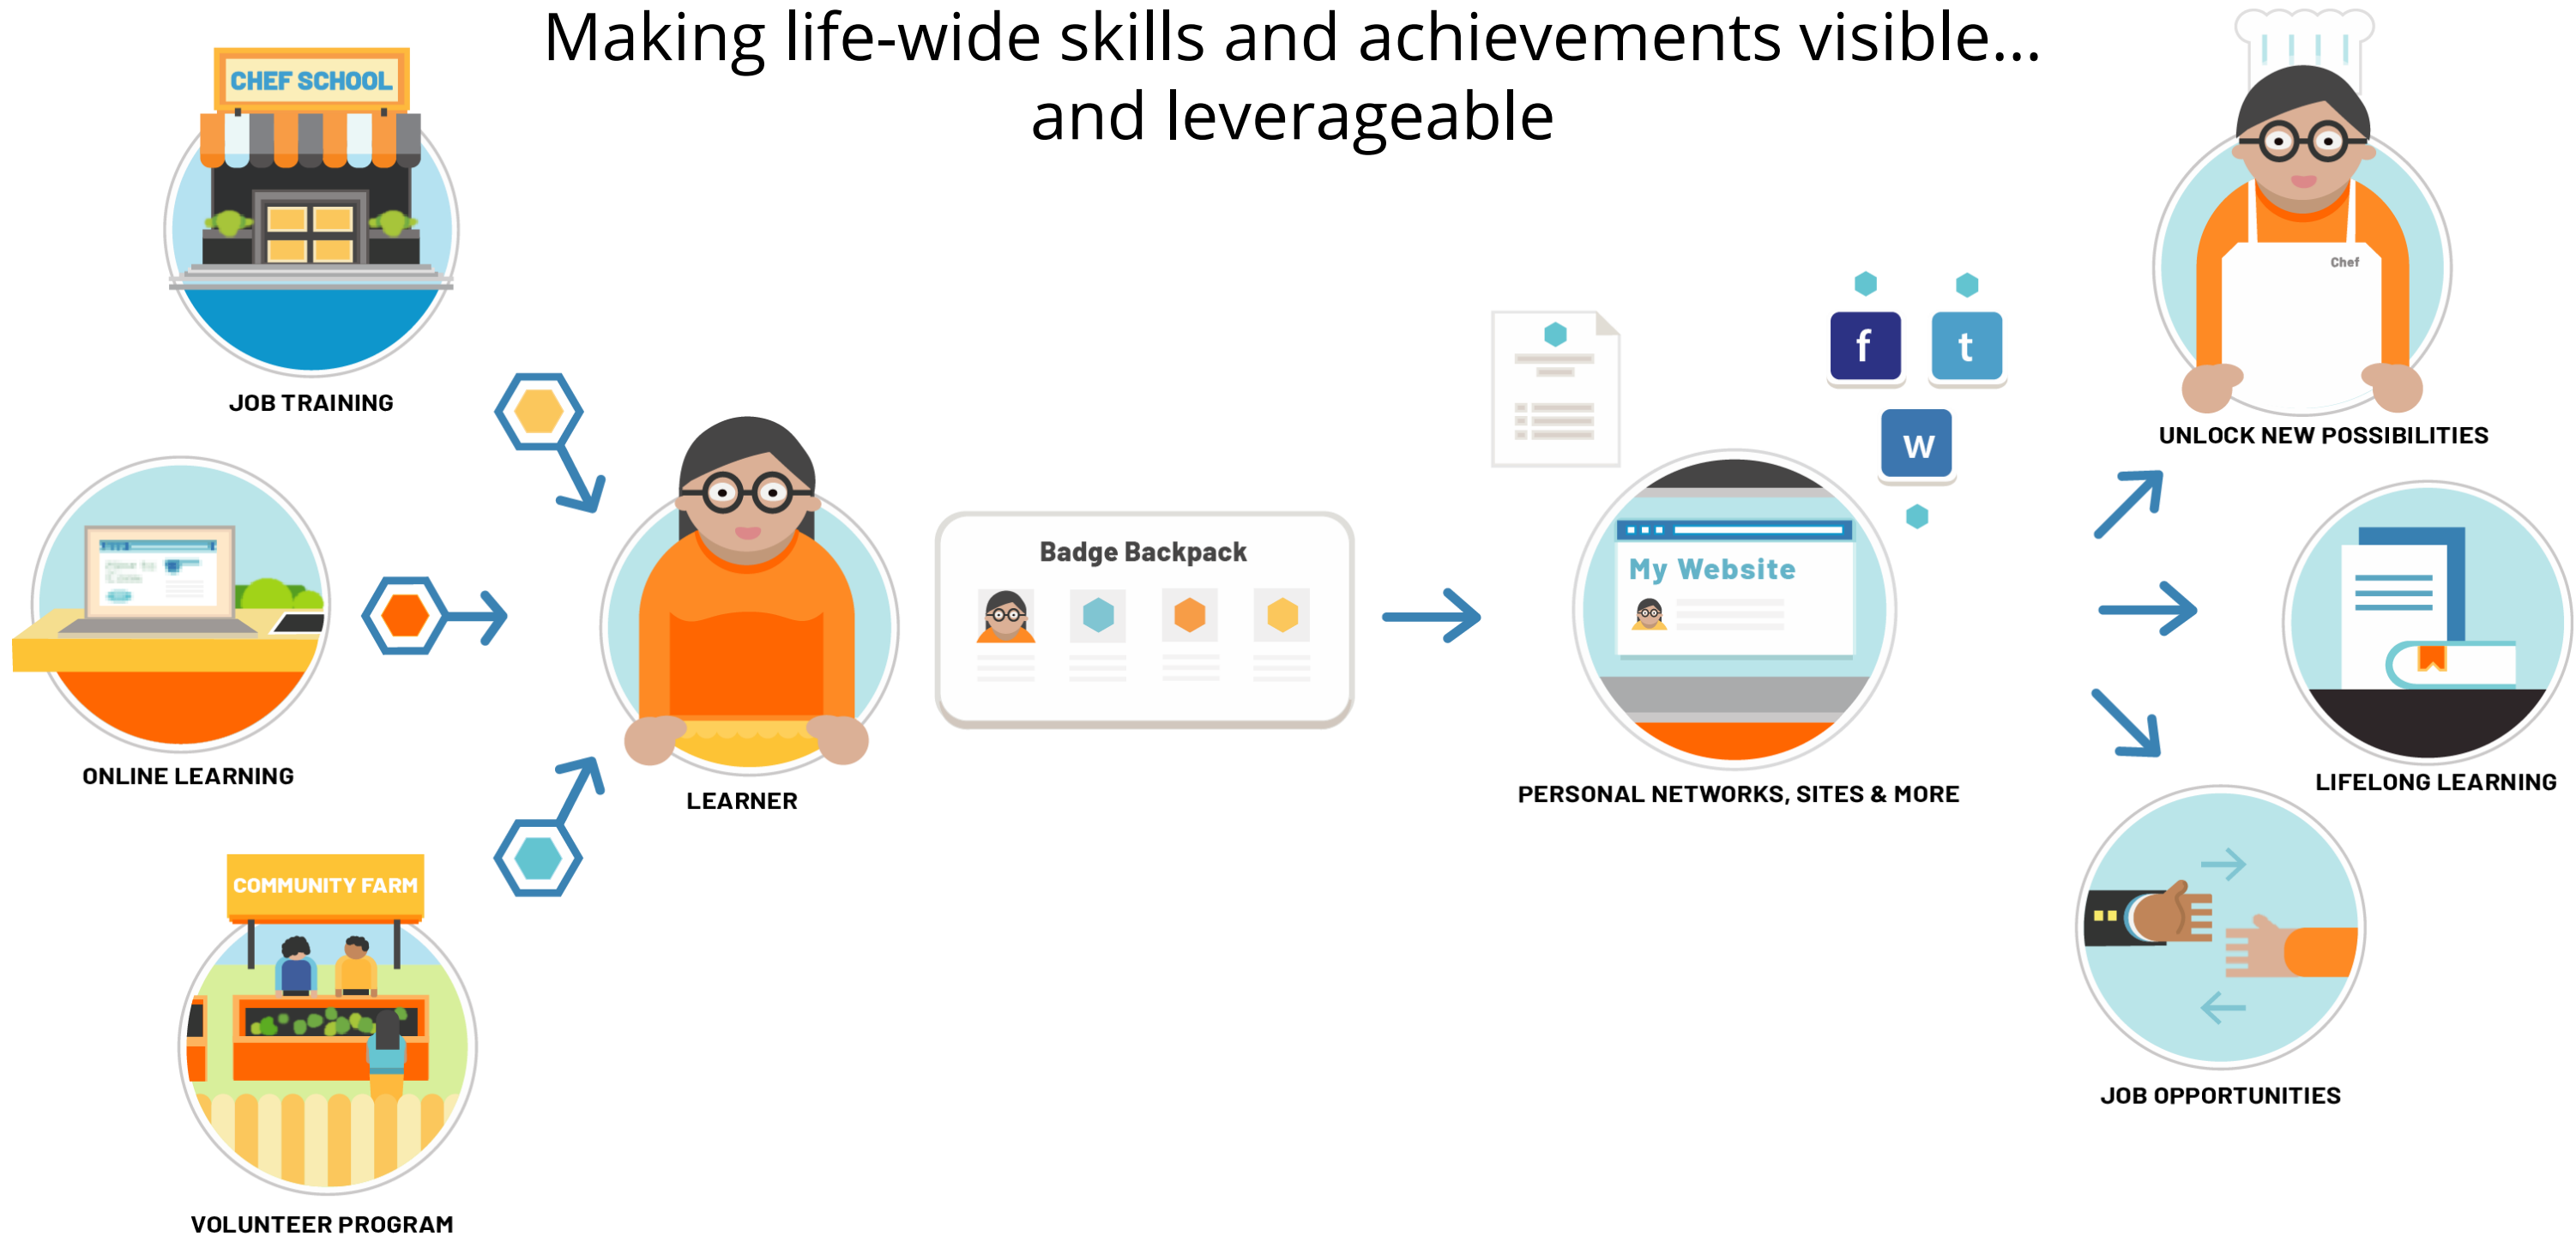 Making life-wide skills and achievements visible...
and leverageable
CHEF SCHOOL
JOB TRAINING
ONLINE LEARNING
COMMUNITY FARM
VOLUNTEER PROGRAM
LEARNER
Badge Backpack
f
t
w
My Website
PERSONAL NETWORKS, SITES & MORE
Chef
UNLOCK NEW POSSIBILITIES
LIFELONG LEARNING
JOB OPPORTUNITIES